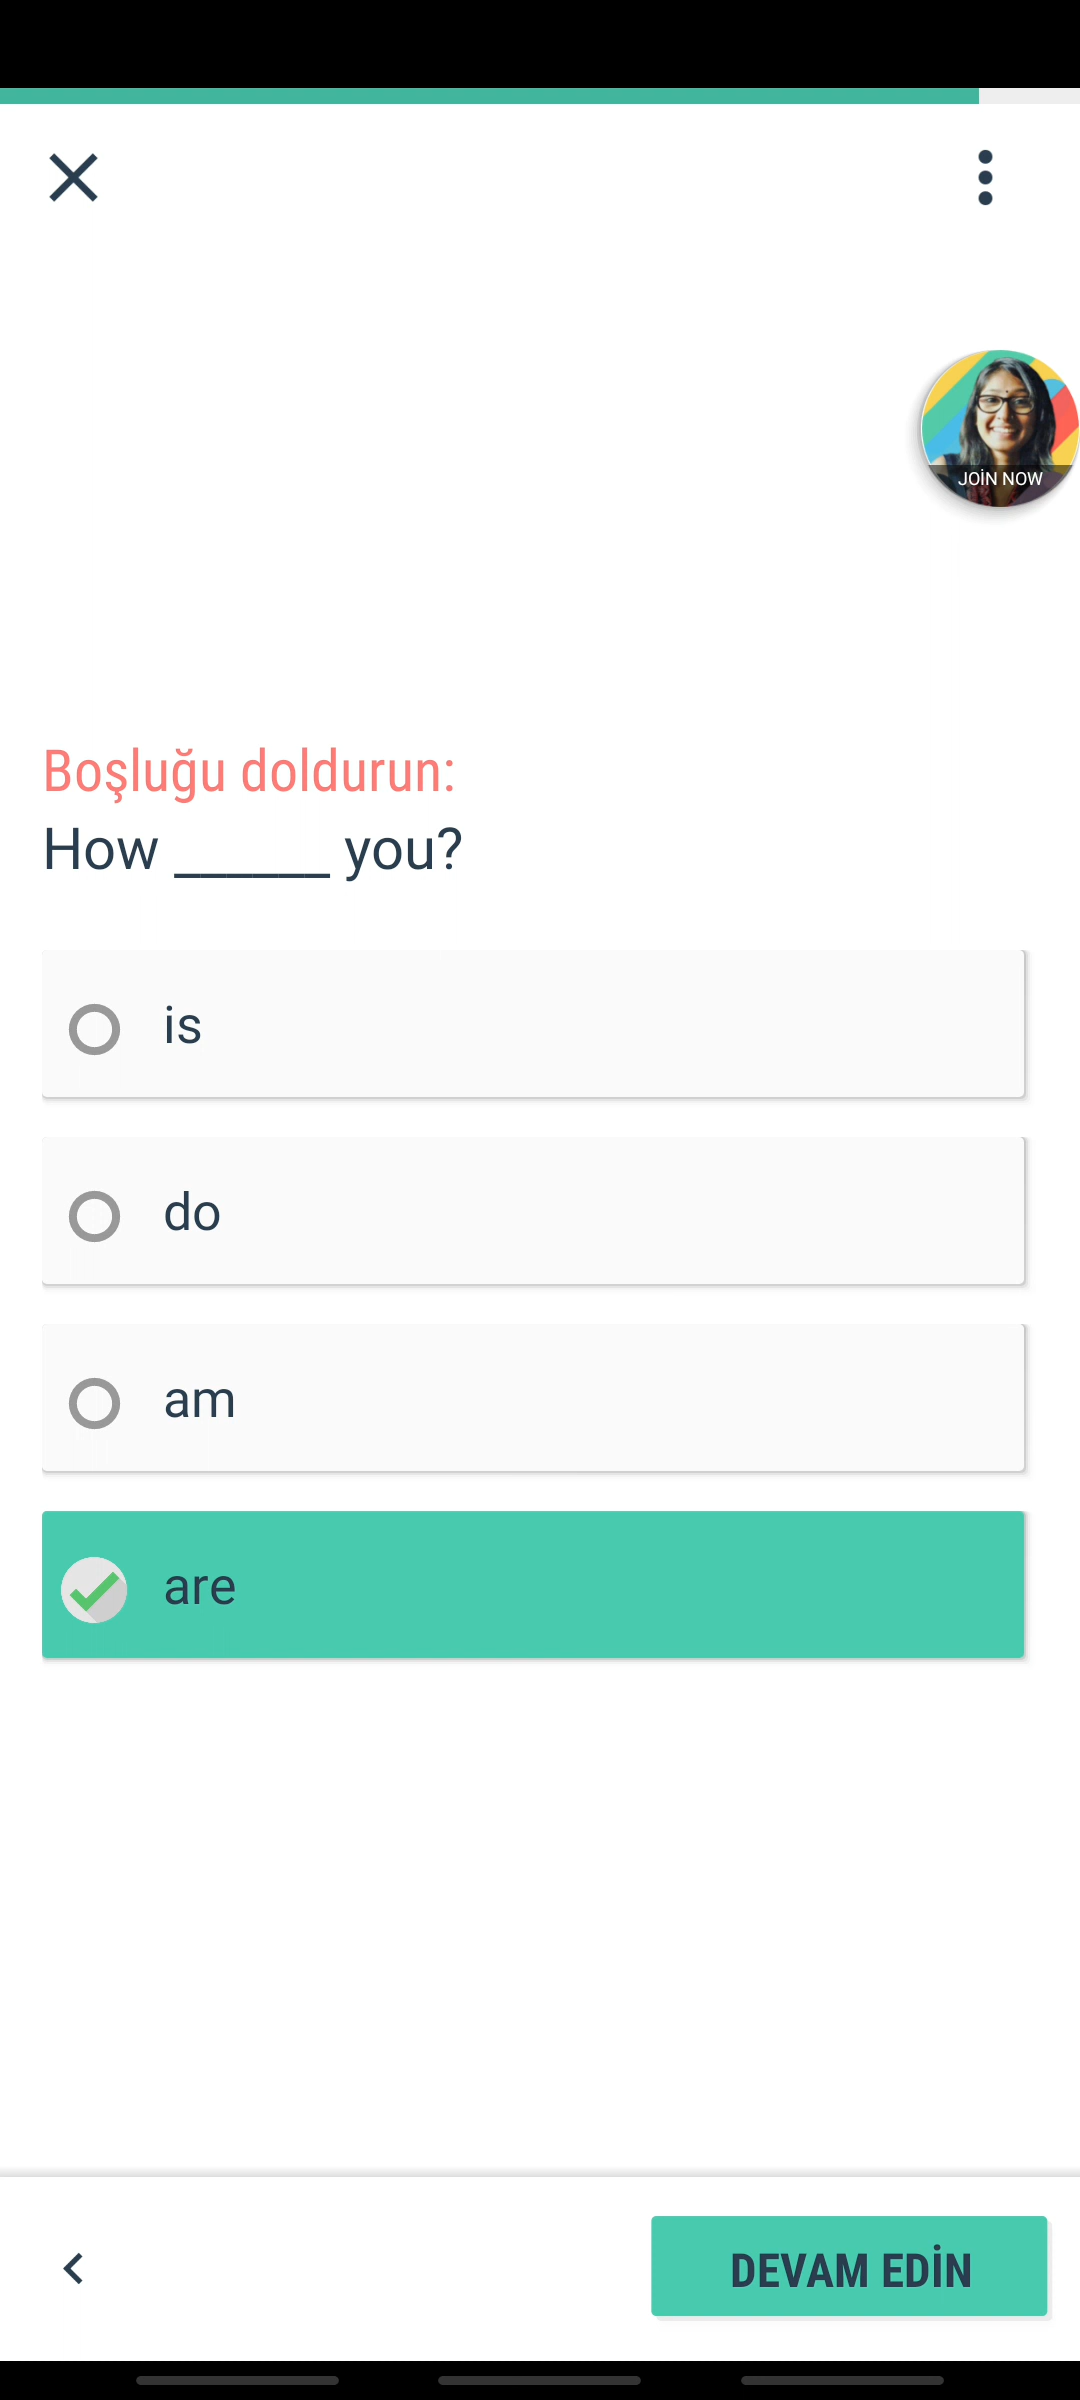 JOİN NOW
Boşluğu doldurun:
How ______ you?
is
do
am
are
DEVAM EDİN